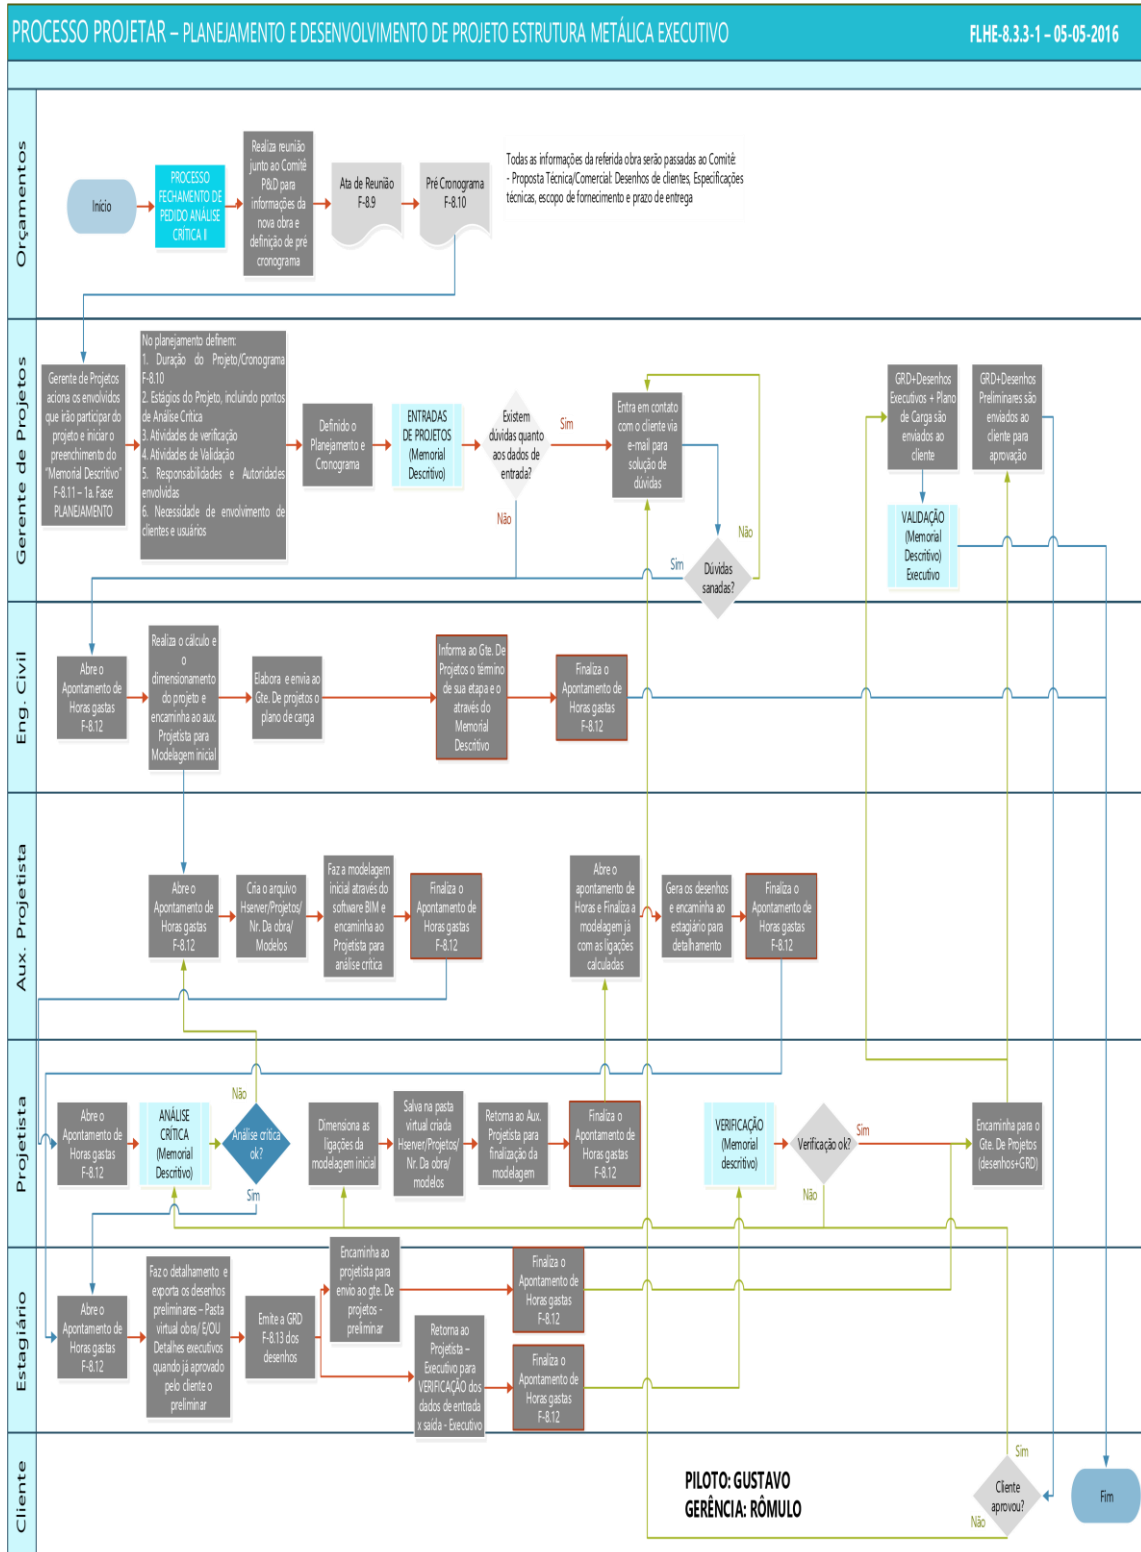 PROCESSO PROJETAR – PLANEJAMENTO E DESENVOLVIMENTO DE PROJETO ESTRUTURA METÁLICA EXECUTIVO
FLHE-8.3.3-1 – 05-05-2016
Orçamentos
Início
PROCESSO
FECHAMENTO DE
PEDIDO ANÁLISE
CRÍTICA II
Realiza reunião
junto ao Comitê
P&D para
informações da
nova obra e
definição de pré
cronograma
Ata de Reunião
F-8.9
Pré Cronograma
F-8.10
Todas as informações da referida obra serão passadas ao Comitê:
- Proposta Técnica/Comercial: Desenhos de clientes, Especificações
técnicas, escopo de fornecimento e prazo de entrega
Gerente de Projetos
Gerente de Projetos
aciona os envolvidos
que irão participar do
projeto e iniciar o
preenchimento do
"Memorial Descritivo"
F-8.11 – 1a. Fase:
PLANEJAMENTO
No planejamento definem:
1. Duração do Projeto/Cronograma
F-8.10
2. Estágios do Projeto, incluindo pontos
de Análise Crítica
3. Atividades de verificação
4. Atividades de Validação
5. Responsabilidades e Autoridades
envolvidas
6. Necessidade de envolvimento de
clientes e usuários
Definido o
Planejamento e
Cronograma
ENTRADAS
DE PROJETOS
(Memorial
Descritivo)
Existem
dúvidas quanto
aos dados de
entrada?
Sim
Não
Entra em contato
com o cliente via
e-mail para
solução de
dúvidas
Dúvidas
sanadas?
Sim
Não
GRD+Desenhos
Executivos + Plano
de Carga são
enviados ao
cliente
GRD+Desenhos
Preliminares são
enviados ao
cliente para
aprovação
VALIDAÇÃO
(Memorial
Descritivo)
Executivo
Eng. Civil
Abre o
Apontamento de
Horas gastas
F-8.12
Realiza o cálculo e
o
dimensionamento
do projeto e
encaminha ao aux.
Projetista para
Modelagem inicial
Elabora e envia ao
Gte. De projetos o
plano de carga
Informa ao Gte. De
Projetos o término
de sua etapa e o
através do
Memorial
Descritivo
Finaliza o
Apontamento de
Horas gastas
F-8.12
Aux. Projetista
Abre o
Apontamento de
Horas gastas
F-8.12
Cria o arquivo
Hserver/Projetos/
Nr. Da obra/
Modelos
Faz a modelagem
inicial através do
software BIM e
encaminha ao
Projetista para
análise crítica
Finaliza o
Apontamento de
Horas gastas
F-8.12
Abre o
apontamento de
Horas e Finaliza a
modelagem já
com as ligações
calculadas
Gera os desenhos
e encaminha ao
estagiário para
detalhamento
Finaliza o
Apontamento de
Horas gastas
F-8.12
Projetista
Abre o
Apontamento de
Horas gastas
F-8.12
ANÁLISE
CRÍTICA
(Memorial
Descritivo)
Não
Análise crítica
ok?
Sim
Dimensiona as
ligações da
modelagem inicial
Salva na pasta
virtual criada
Hserver/Projetos/
Nr. Da obra/
modelos
Retorna ao Aux.
Projetista para
finalização da
modelagem
Finaliza o
Apontamento de
Horas gastas
F-8.12
VERIFICAÇÃO
(Memorial
descritivo)
Verificação ok?
Sim
Não
Encaminha para o
Gte. De Projetos
(desenhos+GRD)
Estagiário
Abre o
Apontamento de
Horas gastas
F-8.12
Faz o detalhamento e
exporta os desenhos
preliminares – Pasta
virtual obra/ E/OU
Detalhes executivos
quando já aprovado
pelo cliente o
preliminar
Emite a GRD
F-8.13 dos
desenhos
Encaminha ao
projetista para
envio ao gte. De
projetos -
preliminar
Finaliza o
Apontamento de
Horas gastas
F-8.12
Retorna ao
Projetista –
Executivo para
VERIFICAÇÃO dos
dados de entrada
x saída - Executivo
Finaliza o
Apontamento de
Horas gastas
F-8.12
Cliente
PILOTO: GUSTAVO
GERÊNCIA: RÔMULO
Sim
Cliente
aprovou?
Não
Fim